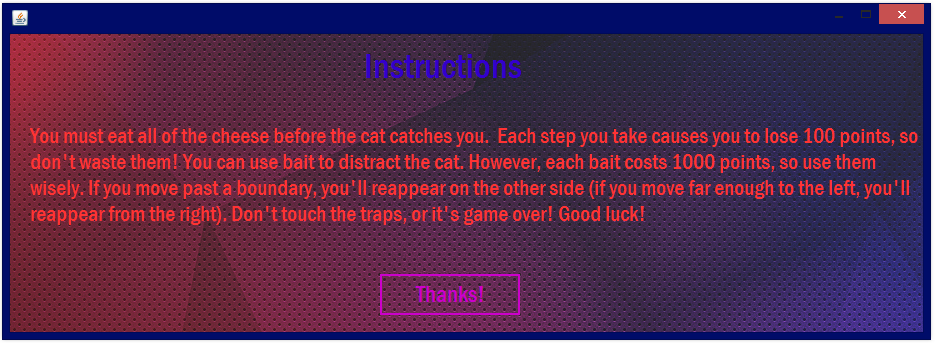 Instructions
You must eat all of the cheese before the cat catches you.  Each step you take causes you to lose 100 points, so
don't waste them! You can use bait to distract the cat. However, each bait costs 1000 points, so use them
wisely. If you move past a boundary, you'll reappear on the other side (if you move far enough to the left, you'll
reappear from the right). Don't touch the traps, or it's game over! Good luck!
Thanks!